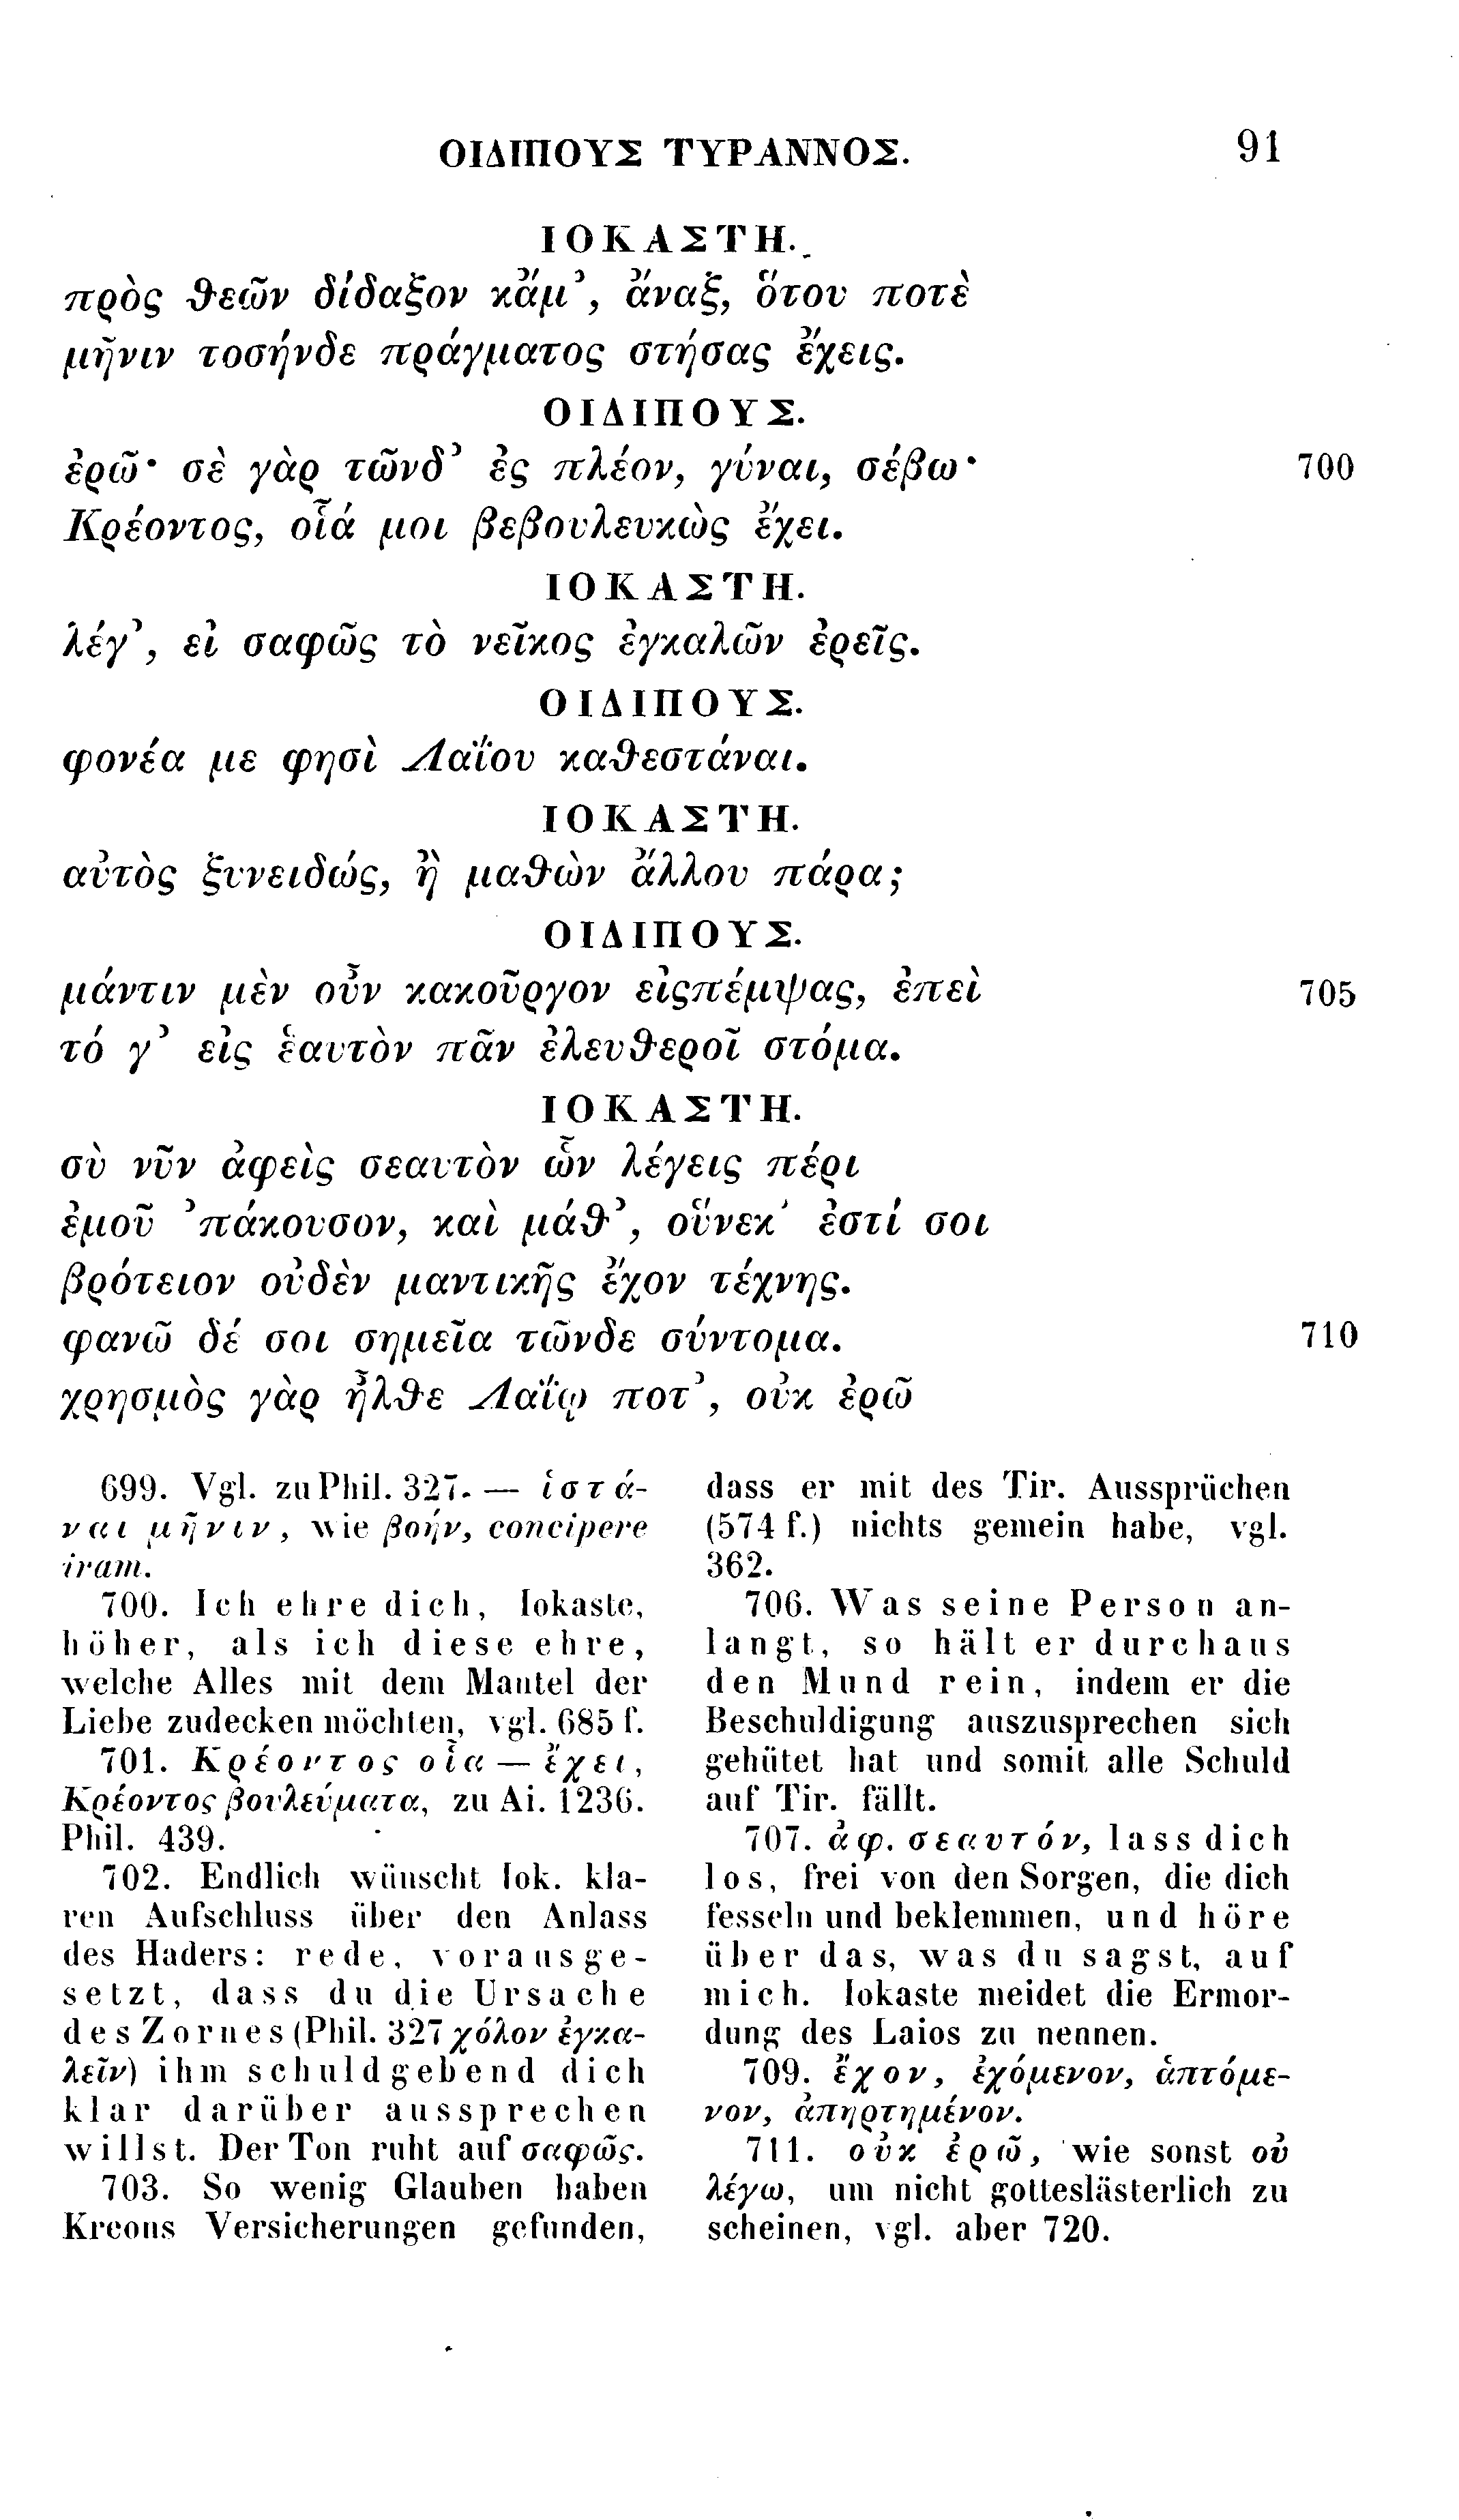 ΟΙΔΙΠΟΥΣ ΤΥΡΑΝΝΟΣ. 91
ΙΟΚΑΣΤΗ.
πρὸς θεῶν δίδαξον κἄμ’, ἄναξ, ὅτου ποτὲ
μῆνιν τοσήνδε πράγματος στήσας ἔχεις.
ΟΙΔΙΠΟΥΣ.
ἐρῶ· σὲ γὰρ τῶνδ’ ἐς πλέον, γύναι, σέβω· 700
Κρέοντος, οἷά μοι βεβουλευκὼς ἔχει.
ΙΟΚΑΣΤΗ.
λέγ’, εἰ σαφῶς τὸ νεῖκος ἐγκαλῶν ἐρεῖς.
ΟΙΔΙΠΟΥΣ.
φονέα με φησὶ Λαΐου καθεστάναι.
ΙΟΚΑΣΤΗ.
αὐτὸς ξυνειδώς, ἢ μαθὼν ἄλλου πάρα;
ΟΙΔΙΠΟΥΣ.
μάντιν μὲν οὖν κακοῦργον εἰςπέμψας, ἐπεὶ 705
τό γ’ εἰς ἑαυτὸν πᾶν ἐλευθεροῖ στόμα.
ΙΟΚΑΣΤΗ.
σὺ νῦν ἀφεὶς σεαυτὸν ὧν λέγεις πέρι
ἐμοῦ ’πάκουσον, καὶ μάθ’, οὕνεκ’ ἐστί σοι
βρότειον οὐδὲν μαντικῆς ἔχον τέχνης.
φανῶ δέ σοι σημεῖα τῶνδε σύντομα. 710
χρησμὸς γὰρ ἦλθε Λαΐῳ ποτ’, οὐκ ἐρῶ
699. Vgl. zu Phil. 327. — ἱστά-
ναι μῆνιν, wie βοήν, concipere
iram.
700. Ich ehre dich, Iokaste,
höher, als ich diese ehre,
welche Alles mit dem Mantel der
Liebe zudecken möchten, vgl. 685 f.
701. Κρέοντος οἷα — ἔχει,
Κρέοντος βουλεύματα, zu Ai. 1236.
Phil. 439.
702. Endlich wünscht Iok. kla-
ren Aufschluss über den Anlass
des Haders: rede, vorausge-
setzt, dass du die Ursache
des Zornes (Phil. 327 χόλον ἐγκα-
λεῖν) ihm schuldgebend dich
klar darüber aussprechen
willst. Der Ton ruht auf σαφῶς.
703. So wenig Glauben haben
Kreons Versicherungen gefunden,
dass er mit des Tir. Aussprüchen
(574 f.) nichts gemein habe, vgl.
362.
706. Was seine Person an-
langt, so hält er durchaus
den Mund rein, indem er die
Beschuldigung auszusprechen sich
gehütet hat und somit alle Schuld
auf Tir. fällt.
707. ἀφ. σεαυτόν, lass dich
los, frei von den Sorgen, die dich
fesseln und beklemmen, und höre
über das, was du sagst, auf
mich. Iokaste meidet die Ermor-
dung des Laios zu nennen.
709. ἔχον, ἐχόμενον, ἁπτόμε-
νον, ἀπηρτημένον.
711. οὐκ ἐρῶ, wie sonst οὐ
λέγω, um nicht gotteslästerlich zu
scheinen, vgl. aber 720.